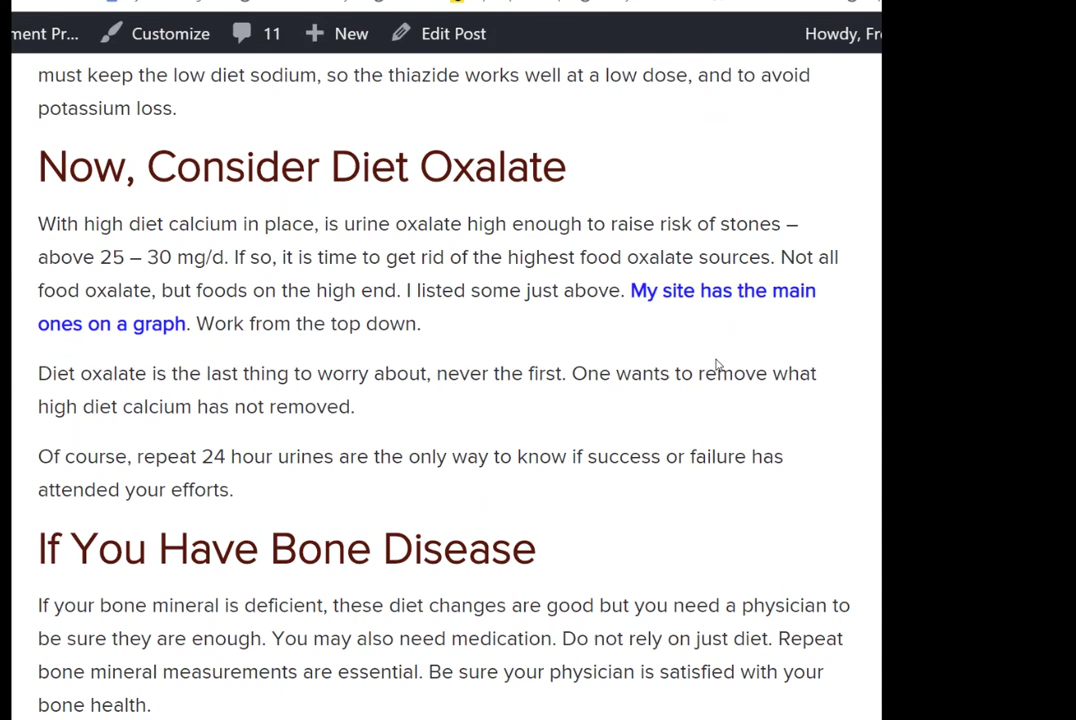 ment Pr... Customize 11 New Edit Post Howdy, Fr
must keep the low diet sodium, so the thiazide works well at a low dose, and to avoid
potassium loss.
Now, Consider Diet Oxalate
With high diet calcium in place, is urine oxalate high enough to raise risk of stones –
above 25 – 30 mg/d. If so, it is time to get rid of the highest food oxalate sources. Not all
food oxalate, but foods on the high end. I listed some just above. My site has the main
ones on a graph. Work from the top down.
Diet oxalate is the last thing to worry about, never the first. One wants to remove what
high diet calcium has not removed.
Of course, repeat 24 hour urines are the only way to know if success or failure has
attended your efforts.
If You Have Bone Disease
If your bone mineral is deficient, these diet changes are good but you need a physician to
be sure they are enough. You may also need medication. Do not rely on just diet. Repeat
bone mineral measurements are essential. Be sure your physician is satisfied with your
bone health.